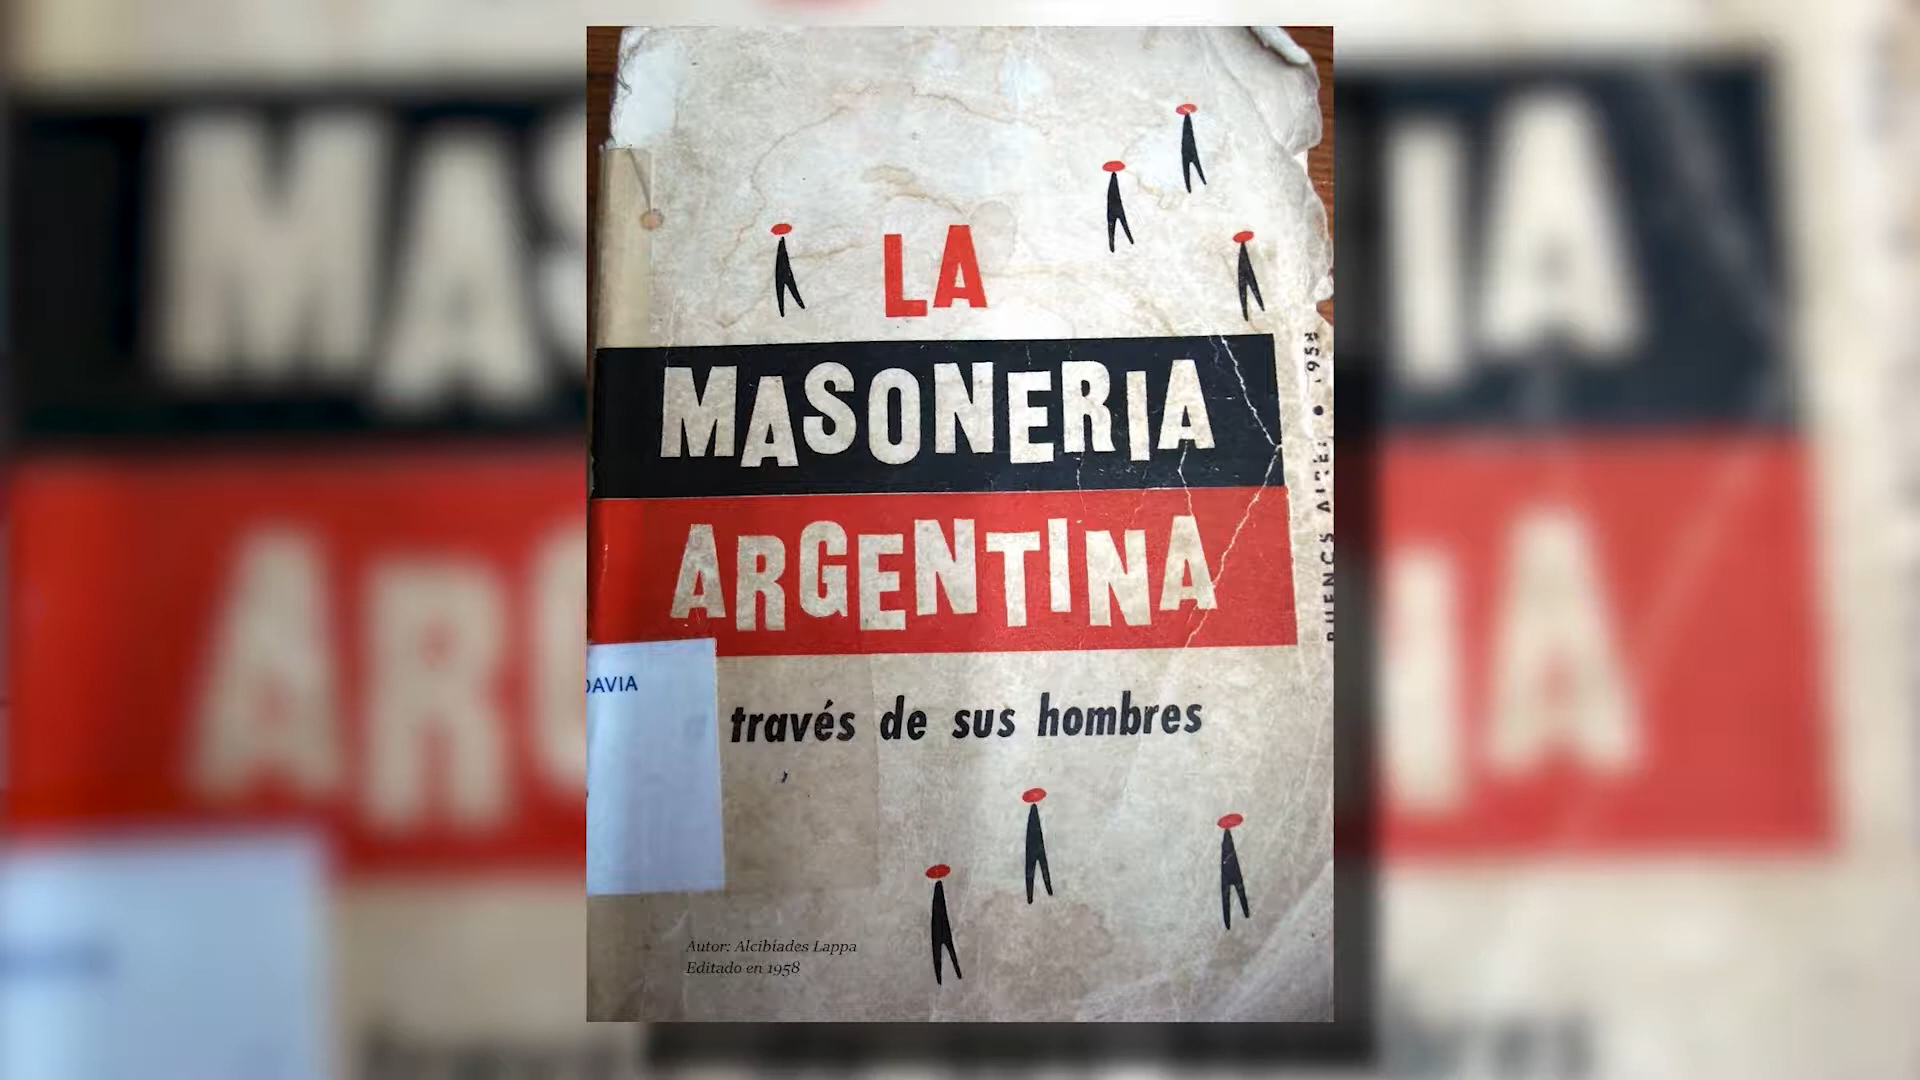 LA
MASONERIA
ARGENTINA
través de sus hombres
DAVIA
BUENOS AIRES • 1958
Autor: Alcibíades Lappa
Editado en 1958